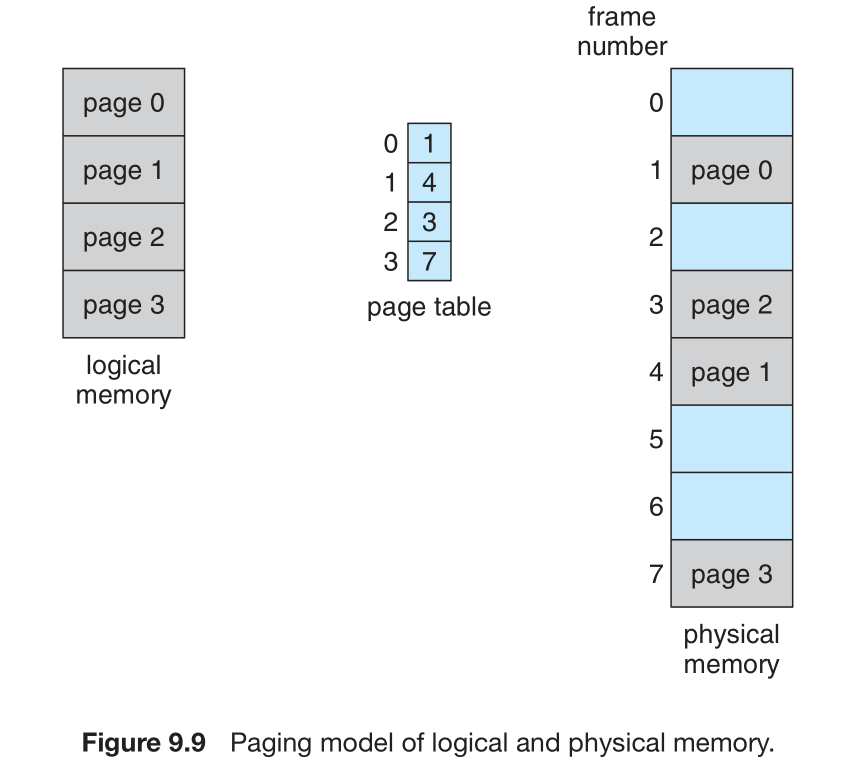 page 0
page 1
page 2
page 3
logical
memory
0 1
1 4
2 3
3 7
page table
frame
number
0
1 page 0
2
3 page 2
4 page 1
5
6
7 page 3
physical
memory
Figure 9.9 Paging model of logical and physical memory.